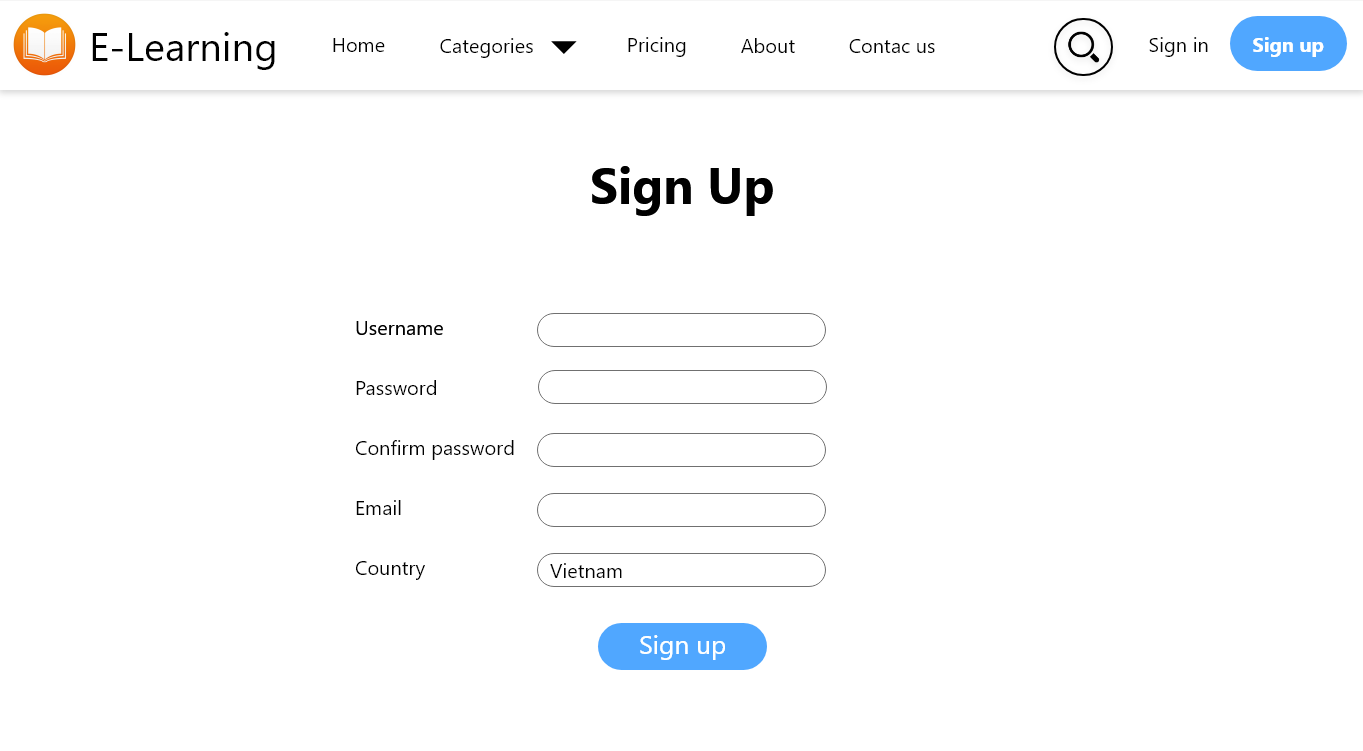 E-Learning Home Categories Pricing About Contac us Sign in Sign up
Sign Up
Username
Password
Confirm password
Email
Country Vietnam
Sign up